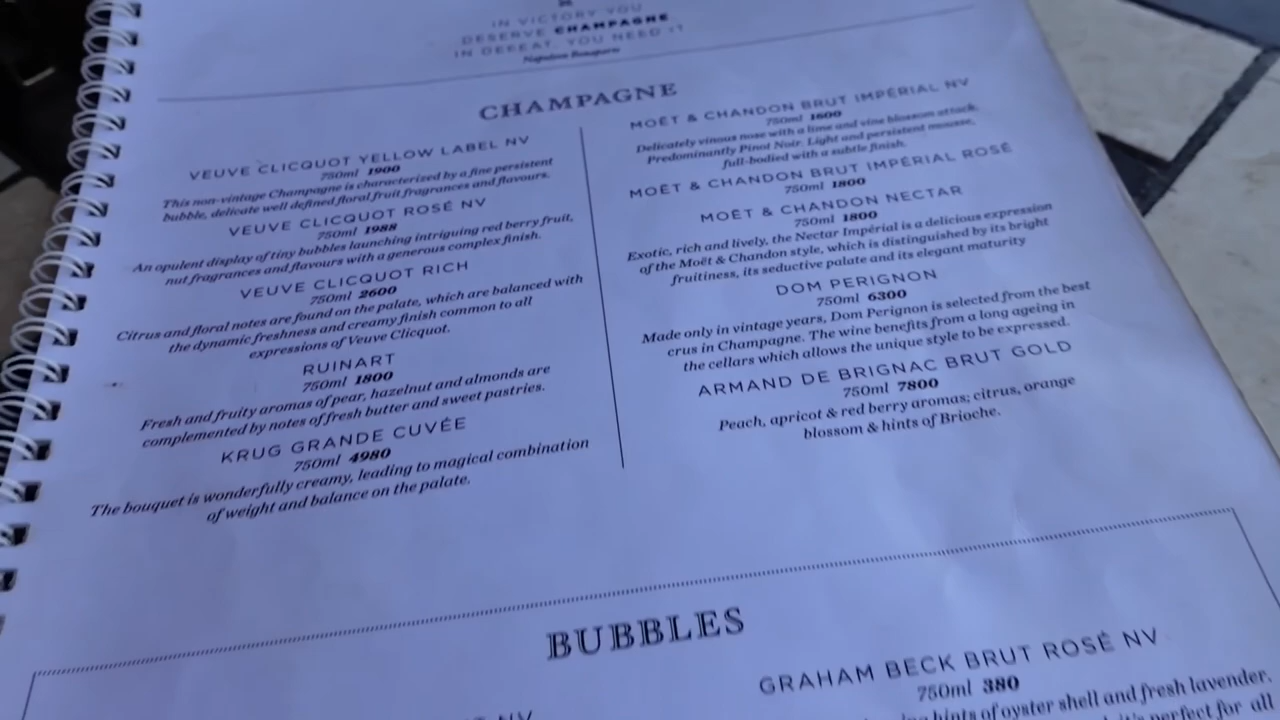 IN VICTORY YOU
DESERVE CHAMPAGNE
IN DEFEAT, YOU NEED IT
Napoleon Bonaparte
CHAMPAGNE
VEUVE CLICQUOT YELLOW LABEL NV
750ml 1900
This non-vintage Champagne is characterized by a fine persistent
bubble, delicate well defined floral fruit fragrances and flavours.
VEUVE CLICQUOT ROSÉ NV
750ml 1988
An opulent display of tiny bubbles launching intriguing red berry fruit,
nut fragrances and flavours with a generous complex finish.
VEUVE CLICQUOT RICH
750ml 2600
Citrus and floral notes are found on the palate, which are balanced with
the dynamic freshness and creamy finish common to all
expressions of Veuve Clicquot.
RUINART
750ml 1800
Fresh and fruity aromas of pear, hazelnut and almonds are
complemented by notes of fresh butter and sweet pastries.
KRUG GRANDE CUVÉE
750ml 4980
The bouquet is wonderfully creamy, leading to magical combination
of weight and balance on the palate.
MOËT & CHANDON BRUT IMPÉRIAL NV
750ml 1600
Delicately vinous nose with a lime and vine blossom attack.
Predominantly Pinot Noir. Light and persistent mousse,
full-bodied with a subtle finish.
MOËT & CHANDON BRUT IMPÉRIAL ROSÉ
750ml 1800
MOËT & CHANDON NECTAR
750ml 1800
Exotic, rich and lively, the Nectar Impérial is a delicious expression
of the Moët & Chandon style, which is distinguished by its bright
fruitiness, its seductive palate and its elegant maturity
DOM PERIGNON
750ml 6300
Made only in vintage years, Dom Perignon is selected from the best
crus in Champagne. The wine benefits from a long ageing in
the cellars which allows the unique style to be expressed.
ARMAND DE BRIGNAC BRUT GOLD
750ml 7800
Peach, apricot & red berry aromas; citrus, orange
blossom & hints of Brioche.
BUBBLES
NV
GRAHAM BECK BRUT ROSÉ NV
750ml 380
hints of oyster shell and fresh lavender.
it's perfect for all